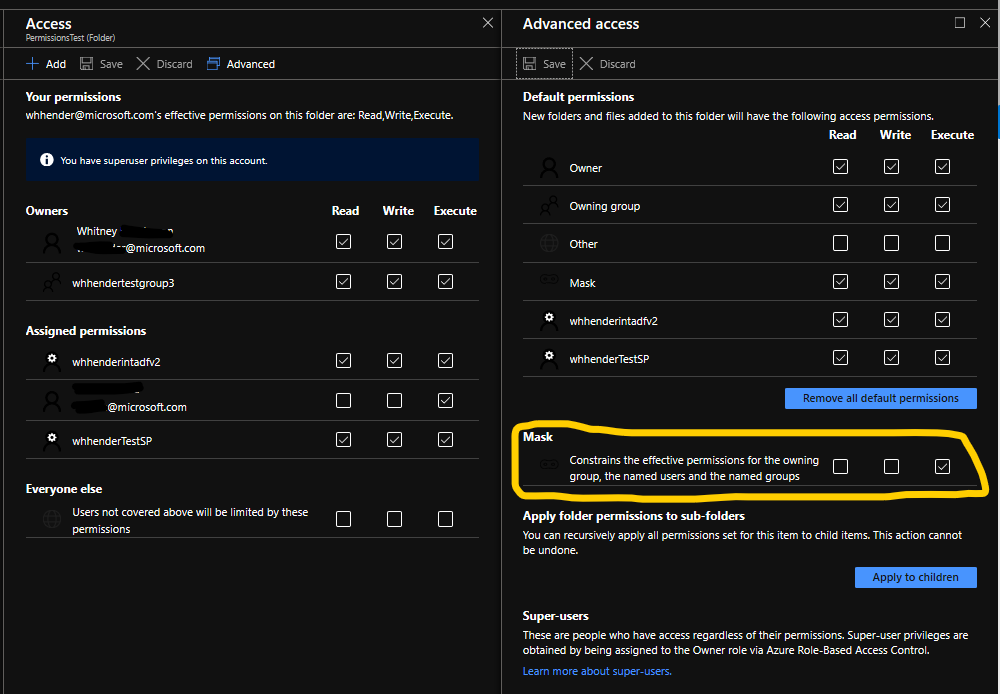 Access
PermissionsTest (Folder)
Add Save Discard Advanced
Your permissions
whhender@microsoft.com's effective permissions on this folder are: Read,Write,Execute.
You have superuser privileges on this account.
Owners Read Write Execute
Whitney
@microsoft.com
whhendertestgroup3
Assigned permissions
whhenderintadfv2
@microsoft.com
whhenderTestSP
Everyone else
Users not covered above will be limited by these
permissions
Advanced access
Save Discard
Default permissions
New folders and files added to this folder will have the following access permissions.
Read Write Execute
Owner
Owning group
Other
Mask
whhenderintadfv2
whhenderTestSP
Remove all default permissions
Mask
Constrains the effective permissions for the owning
group, the named users and the named groups
Apply folder permissions to sub-folders
You can recursively apply all permissions set for this item to child items. This action cannot
be undone.
Apply to children
Super-users
These are people who have access regardless of their permissions. Super-user privileges are
obtained by being assigned to the Owner role via Azure Role-Based Access Control.
Learn more about super-users.